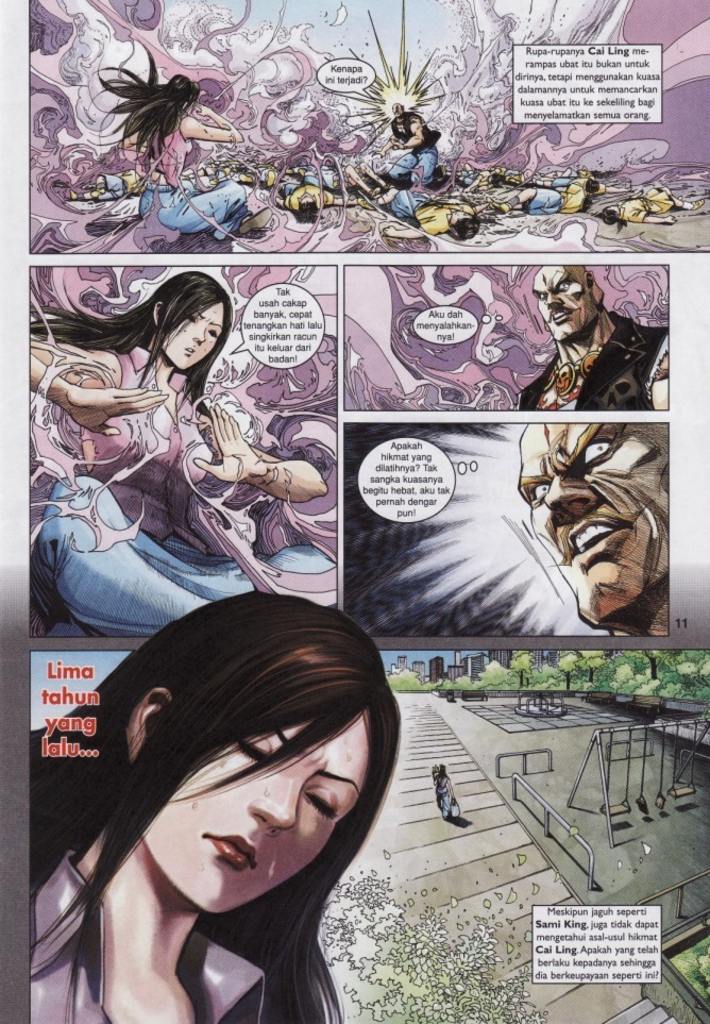 Kenapa
ini terjadi?
Rupa-rupanya Cai Ling me-
rampas ubat itu bukan untuk
dirinya, tetapi menggunakan kuasa
dalamannya untuk memancarkan
kuasa ubat itu ke sekeliling bagi
menyelamatkan semua orang.
Tak
usah cakap
banyak, cepat
tenangkan hati lalu
singkirkan racun
itu keluar dari
badan!
Aku dah
menyalahkan-
nya!
Apakah
hikmat yang
dilatihnya? Tak
sangka kuasanya
begitu hebat, aku tak
pernah dengar
pun!
11
Lima
tahun
yang
lalu...
Meskipun jaguh seperti
Sami King, juga tidak dapat
mengetahui asal-usul hikmat
Cai Ling. Apakah yang telah
berlaku kepadanya sehingga
dia berkeupayaan seperti ini?